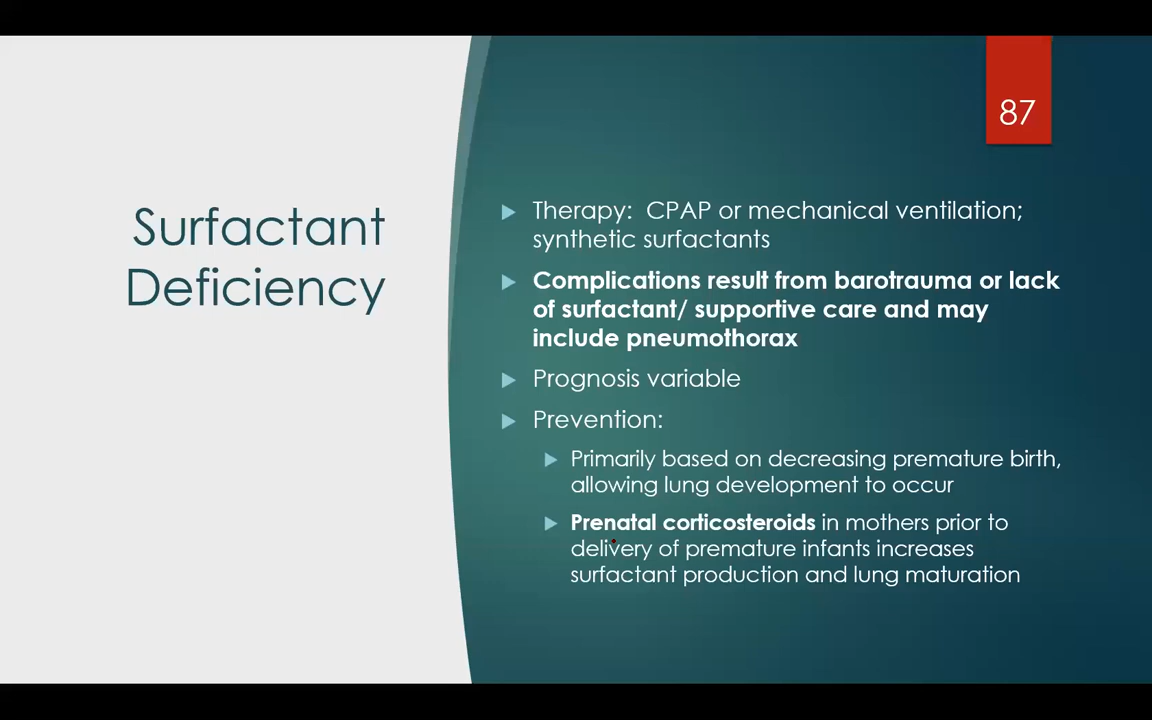 87
Surfactant
Deficiency
Therapy:  CPAP or mechanical ventilation;
synthetic surfactants
Complications result from barotrauma or lack
of surfactant/ supportive care and may
include pneumothorax
Prognosis variable
Prevention:
Primarily based on decreasing premature birth,
allowing lung development to occur
Prenatal corticosteroids in mothers prior to
delivery of premature infants increases
surfactant production and lung maturation